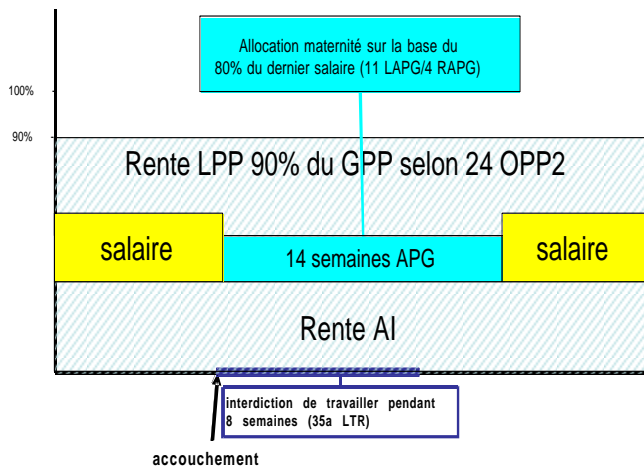 Allocation maternité sur la base du
80% du dernier salaire (11 LAPG/4 RAPG)
100%
90%
Rente LPP 90% du GPP selon 24 OPP2
salaire
14 semaines APG
salaire
Rente AI
interdiction de travailler pendant
8 semaines (35a LTR)
accouchement